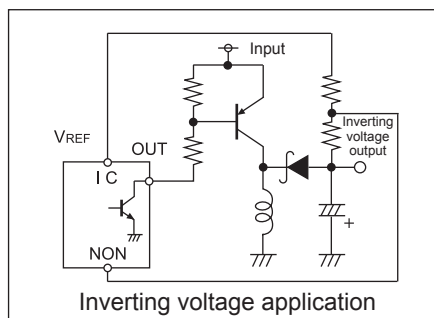 Input
Inverting
voltage
output
VREF
OUT
I C
NON
+
Inverting voltage application